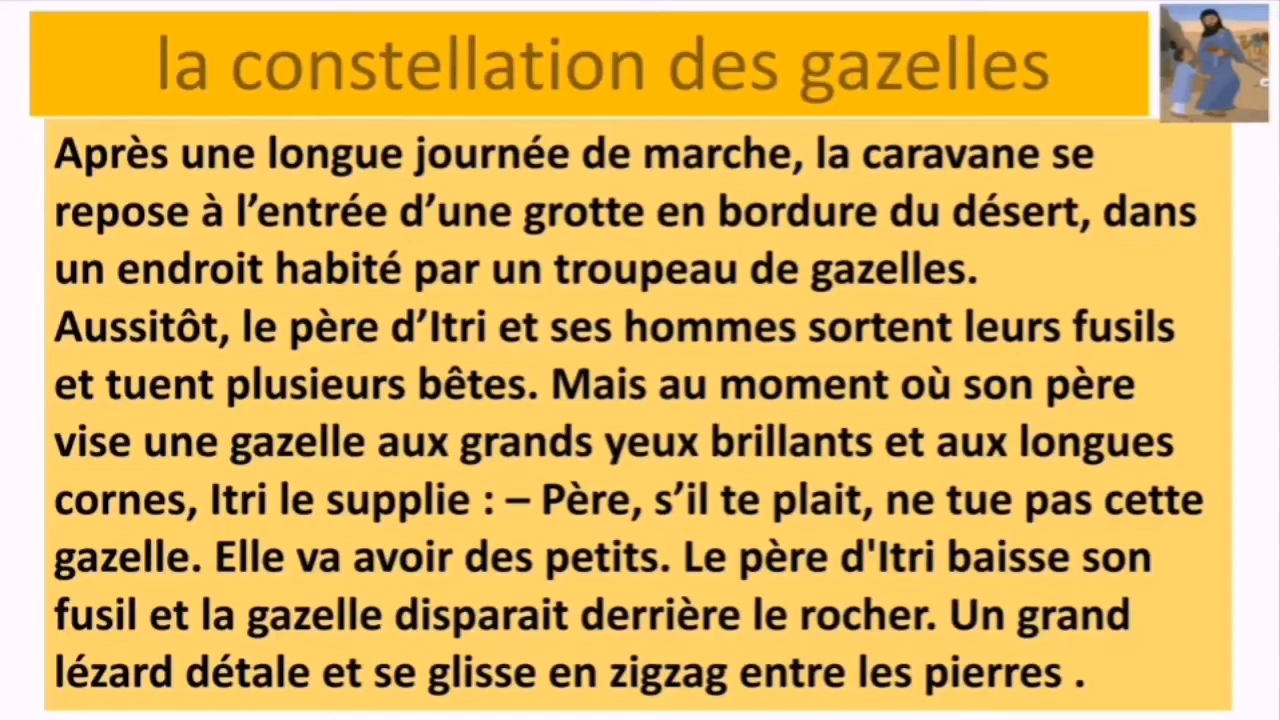 la constellation des gazelles
Après une longue journée de marche, la caravane se
repose à l’entrée d’une grotte en bordure du désert, dans
un endroit habité par un troupeau de gazelles.
Aussitôt, le père d’Itri et ses hommes sortent leurs fusils
et tuent plusieurs bêtes. Mais au moment où son père
vise une gazelle aux grands yeux brillants et aux longues
cornes, Itri le supplie : – Père, s’il te plait, ne tue pas cette
gazelle. Elle va avoir des petits. Le père d'Itri baisse son
fusil et la gazelle disparait derrière le rocher. Un grand
lézard détale et se glisse en zigzag entre les pierres .